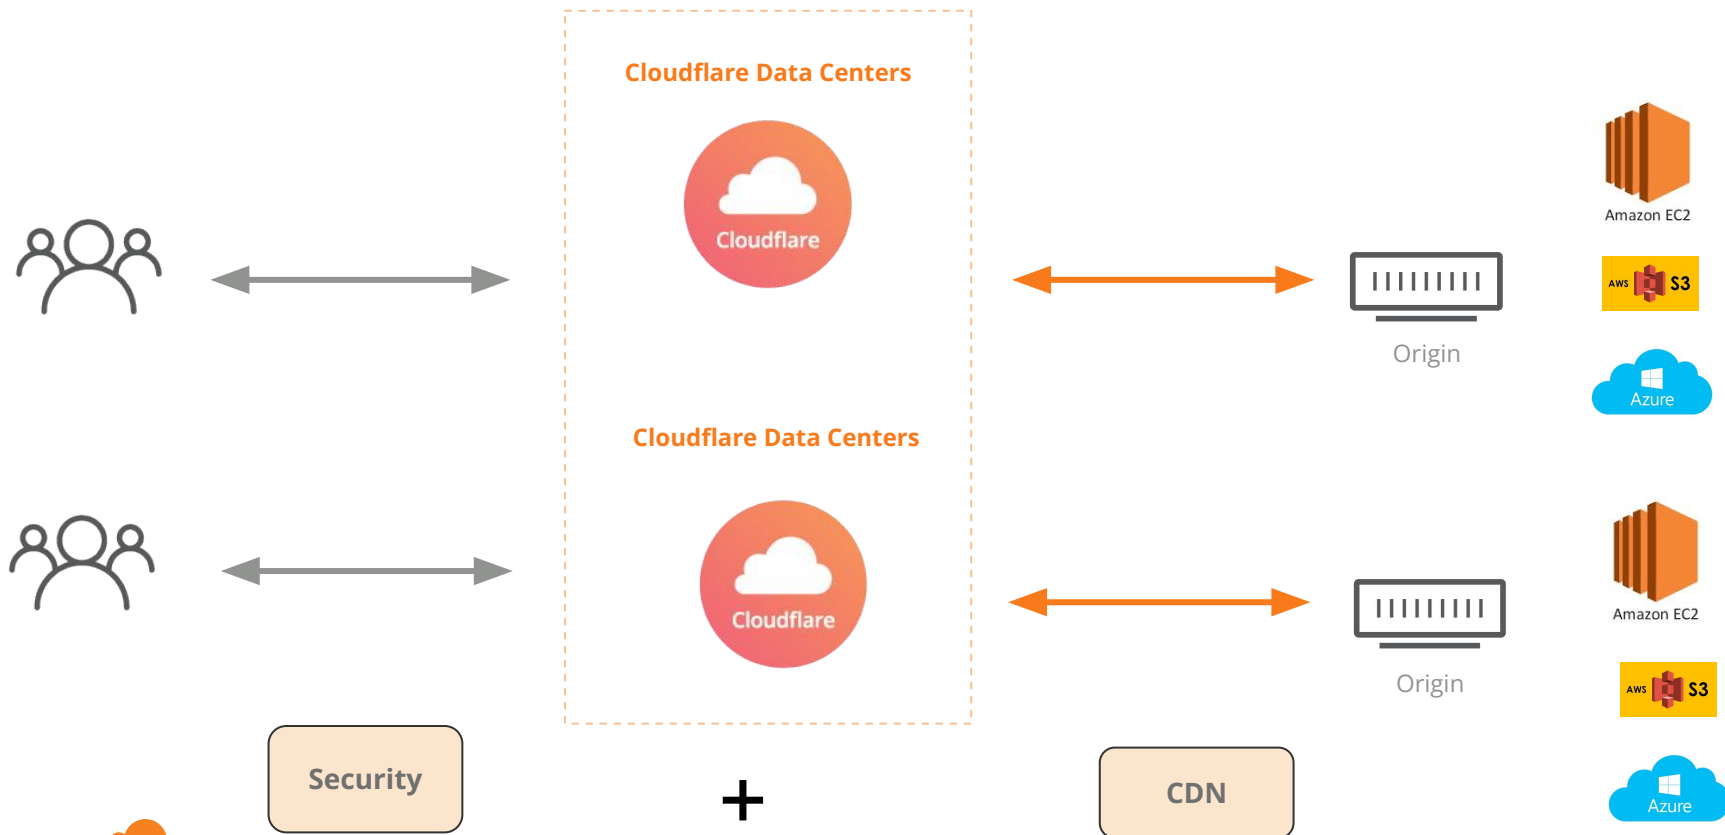 Cloudflare Data Centers
Cloudflare
Amazon EC2
AWS S3
Origin
Azure
Cloudflare Data Centers
Cloudflare
Amazon EC2
Origin
AWS S3
Security
+
CDN
Azure